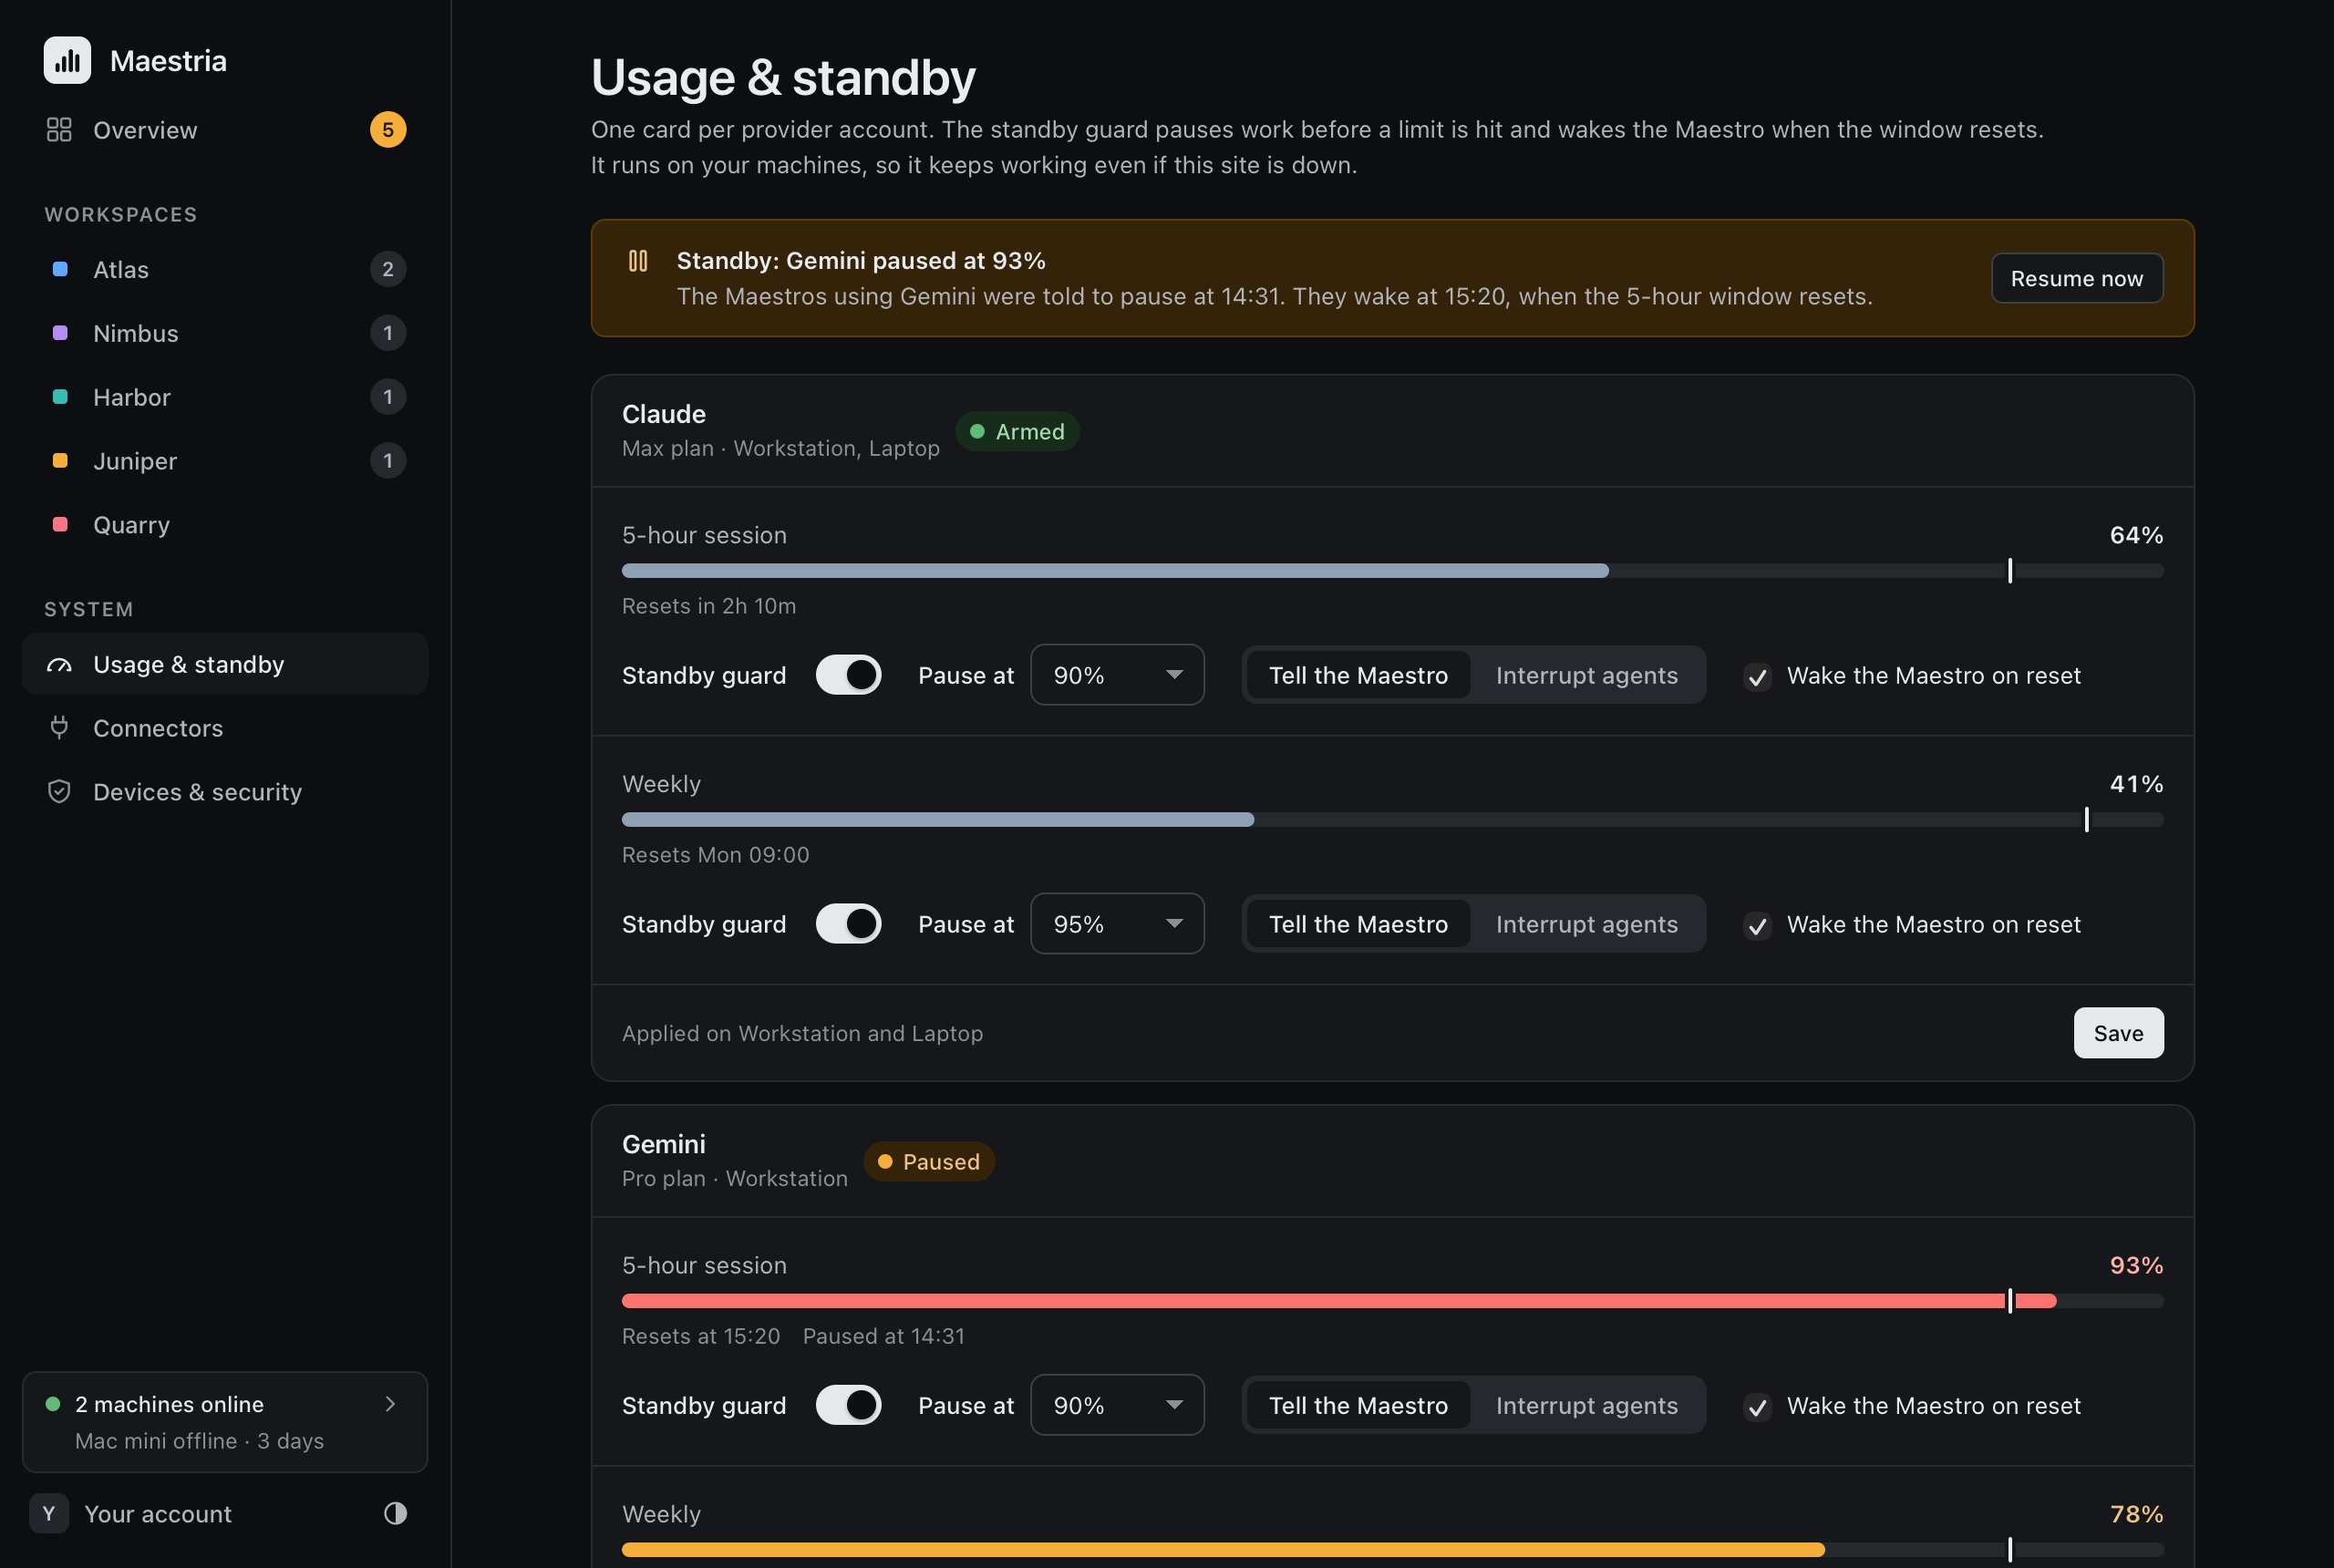 Maestria
Overview 5
WORKSPACES
Atlas 2
Nimbus 1
Harbor 1
Juniper 1
Quarry
SYSTEM
Usage & standby
Connectors
Devices & security
2 machines online
Mac mini offline · 3 days
Y Your account
Usage & standby
One card per provider account. The standby guard pauses work before a limit is hit and wakes the Maestro when the window resets.
It runs on your machines, so it keeps working even if this site is down.
Standby: Gemini paused at 93%
The Maestros using Gemini were told to pause at 14:31. They wake at 15:20, when the 5-hour window resets.
Resume now
Claude
Max plan · Workstation, Laptop
Armed
5-hour session 64%
Resets in 2h 10m
Standby guard Pause at 90% Tell the Maestro Interrupt agents Wake the Maestro on reset
Weekly 41%
Resets Mon 09:00
Standby guard Pause at 95% Tell the Maestro Interrupt agents Wake the Maestro on reset
Applied on Workstation and Laptop Save
Gemini
Pro plan · Workstation
Paused
5-hour session 93%
Resets at 15:20 Paused at 14:31
Standby guard Pause at 90% Tell the Maestro Interrupt agents Wake the Maestro on reset
Weekly 78%